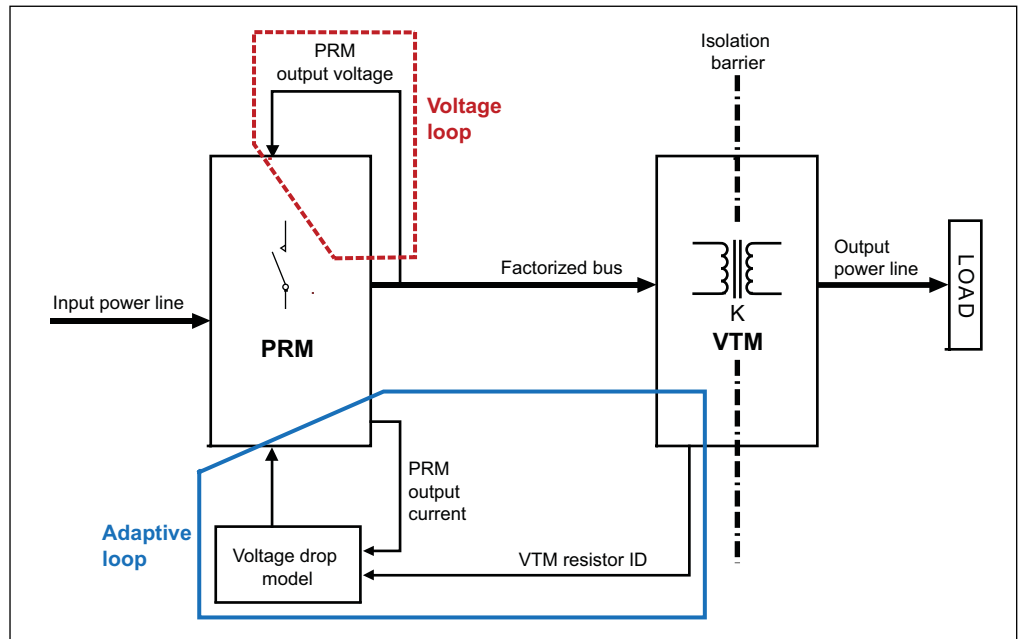 PRM
output voltage
Voltage
loop
Isolation
barrier
Input power line
PRM
Factorized bus
K
VTM
Output
power line
LOAD
PRM
output
current
Adaptive
loop
Voltage drop
model
VTM resistor ID